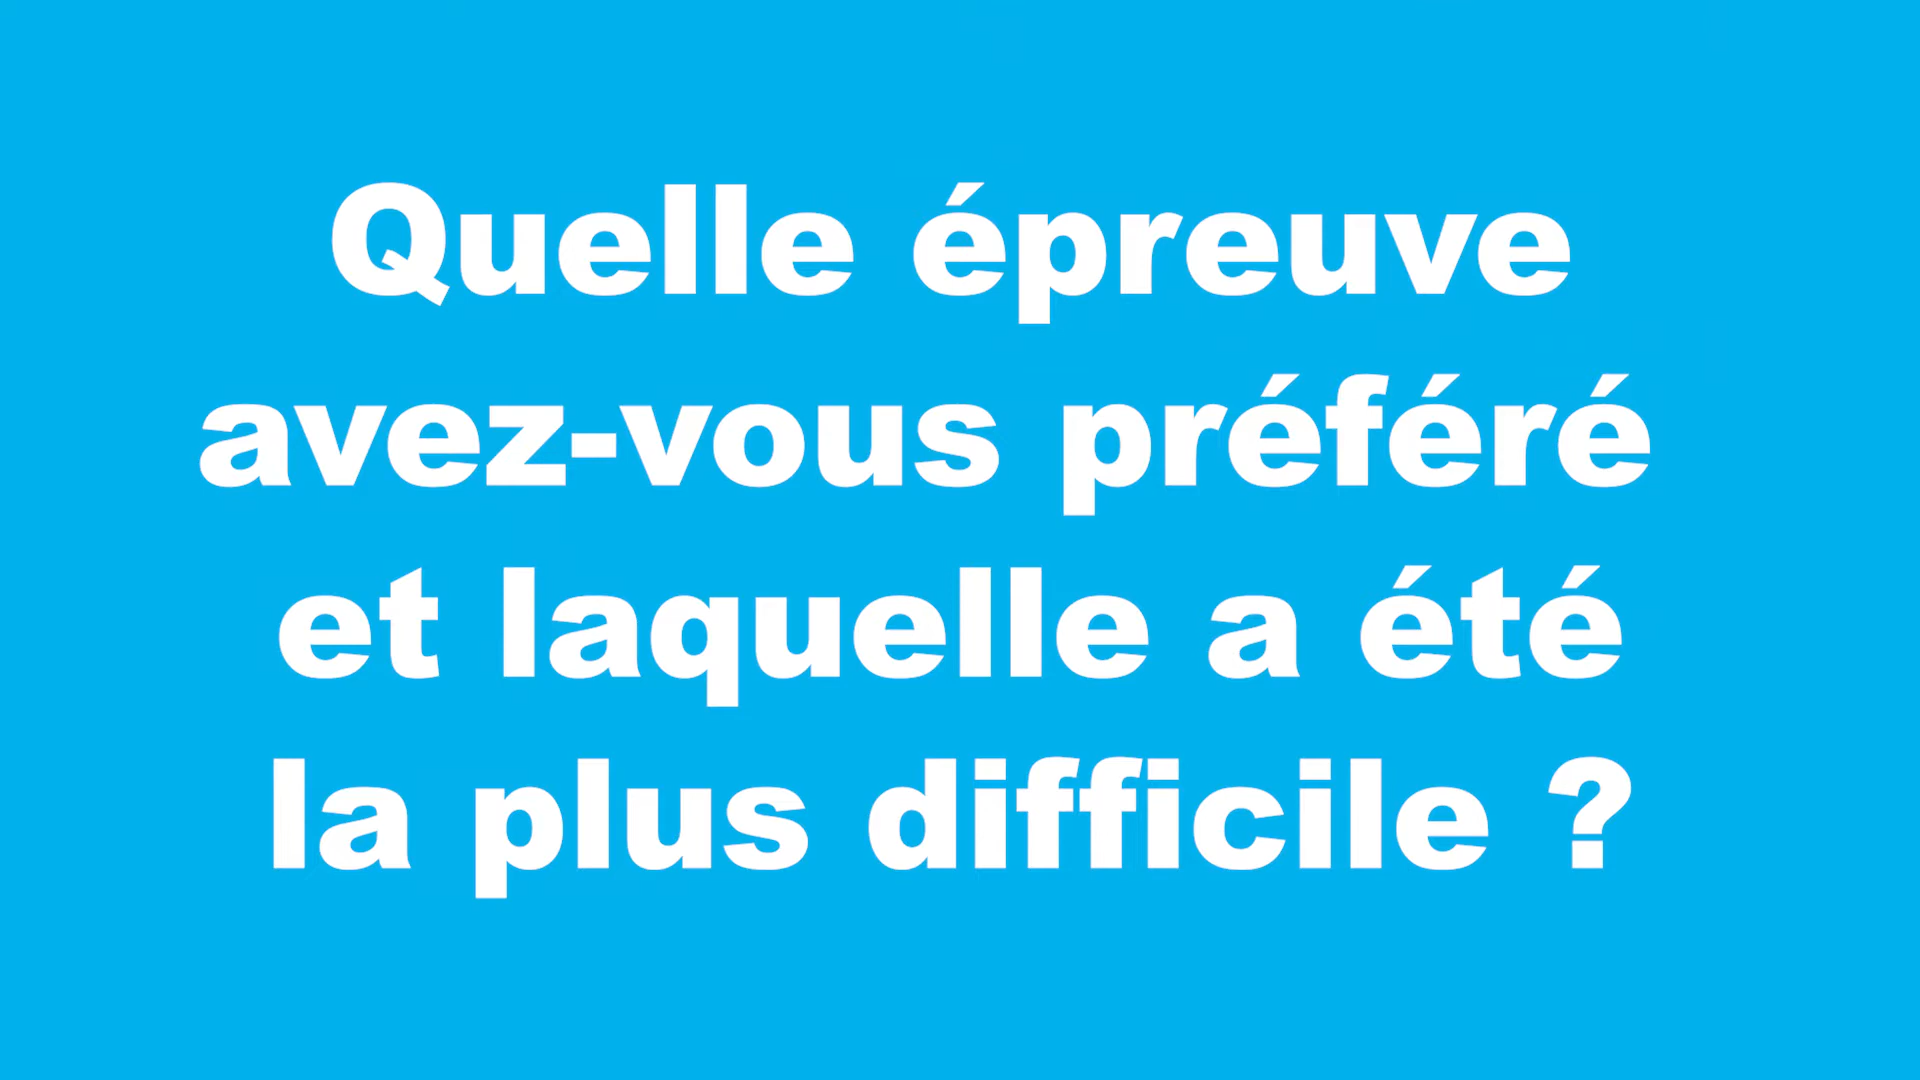 Quelle épreuve
avez-vous préféré
et laquelle a été
la plus difficile ?